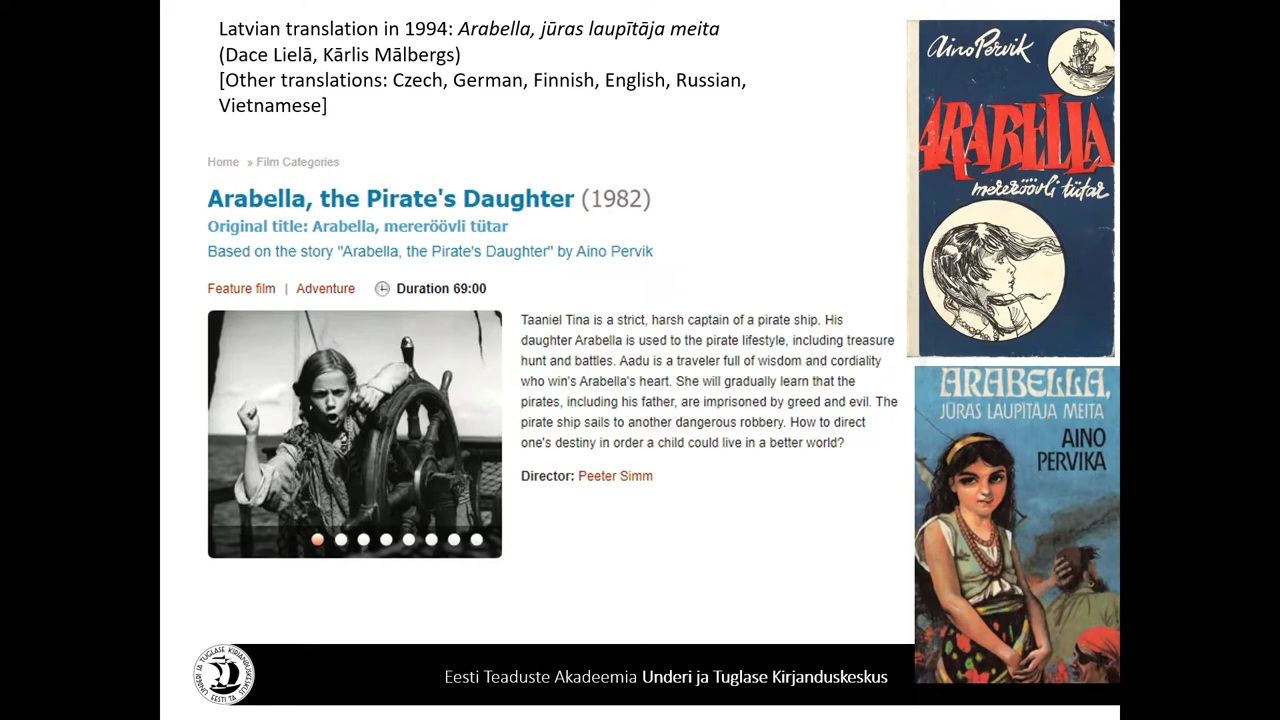 Latvian translation in 1994: Arabella, jūras laupītāja meita
(Dace Lielā, Kārlis Mālbergs)
[Other translations: Czech, German, Finnish, English, Russian,
Vietnamese]
Home » Film Categories
Arabella, the Pirate's Daughter (1982)
Original title: Arabella, mereröövli tütar
Based on the story "Arabella, the Pirate's Daughter" by Aino Pervik
Feature film | Adventure Duration 69:00
Taaniel Tina is a strict, harsh captain of a pirate ship. His
daughter Arabella is used to the pirate lifestyle, including treasure
hunt and battles. Aadu is a traveler full of wisdom and cordiality
who win's Arabella's heart. She will gradually learn that the
pirates, including his father, are imprisoned by greed and evil. The
pirate ship sails to another dangerous robbery. How to direct
one's destiny in order a child could live in a better world?
Director: Peeter Simm
Aino Pervik
ARABELLA
mereröövli tütar
ARABELLA,
JŪRAS LAUPĪTĀJA MEITA
AINO
PERVIKA
UNDERI JA TUGLASE KIRJANDUSKESKUS
EESTI TA
Eesti Teaduste Akadeemia Underi ja Tuglase Kirjanduskeskus